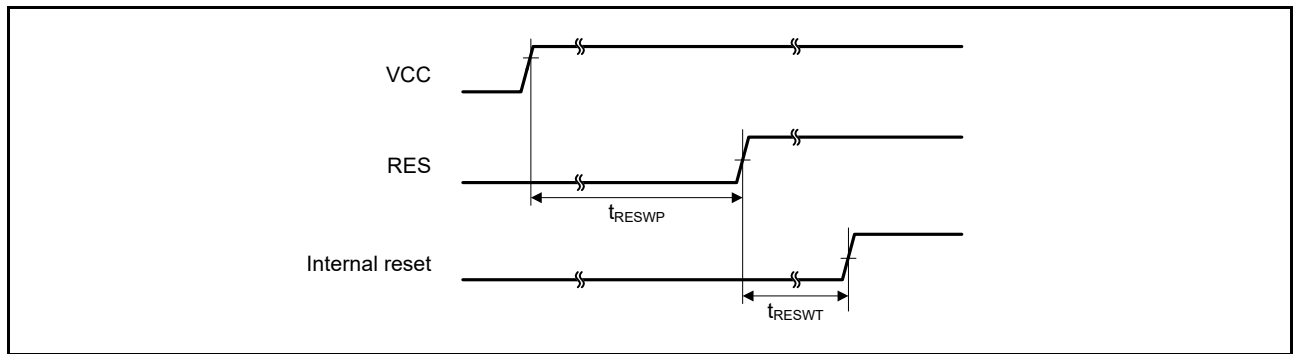 VCC
RES
tRESWP
Internal reset
tRESWT